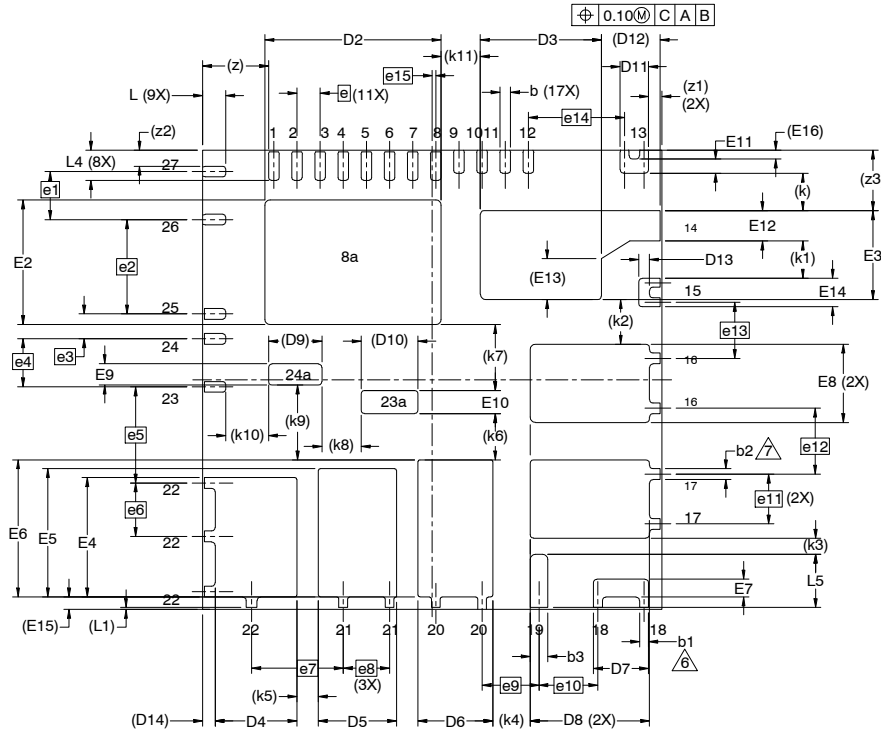 ⌖ 0.10Ⓜ C A B
D2 D3 (D12)
(k11)
(z) e15 D11
L (9X) e (11X) b (17X) (z1)
(2X)
e14
(z2) 1 2 3 4 5 6 7 8 9 10 11 12 13 E11 (E16)
L4 (8X) 27
e1 (k) (z3)
26 14 E12
E2 e2 8a (E13) (k1) E3
D13
25 15 E14
e3 (k2)
24 e13
e4 (D9) (D10) (k7)
E9 24a 16
23 23a E10 E8 (2X)
(k10) (k9) (k8) (k6) 16
e5 e12
b2 7
22 17
e6 e11 (2X)
E6 E5 E4 17
22 (k3)
E7 L5
22
(E15) (L1) 22 21 21 20 20 19 18 18
b1
6
e7 e8 b3 D7
(3X) e9 e10
(k5)
(D14) D4 D5 D6 (k4) D8 (2X)